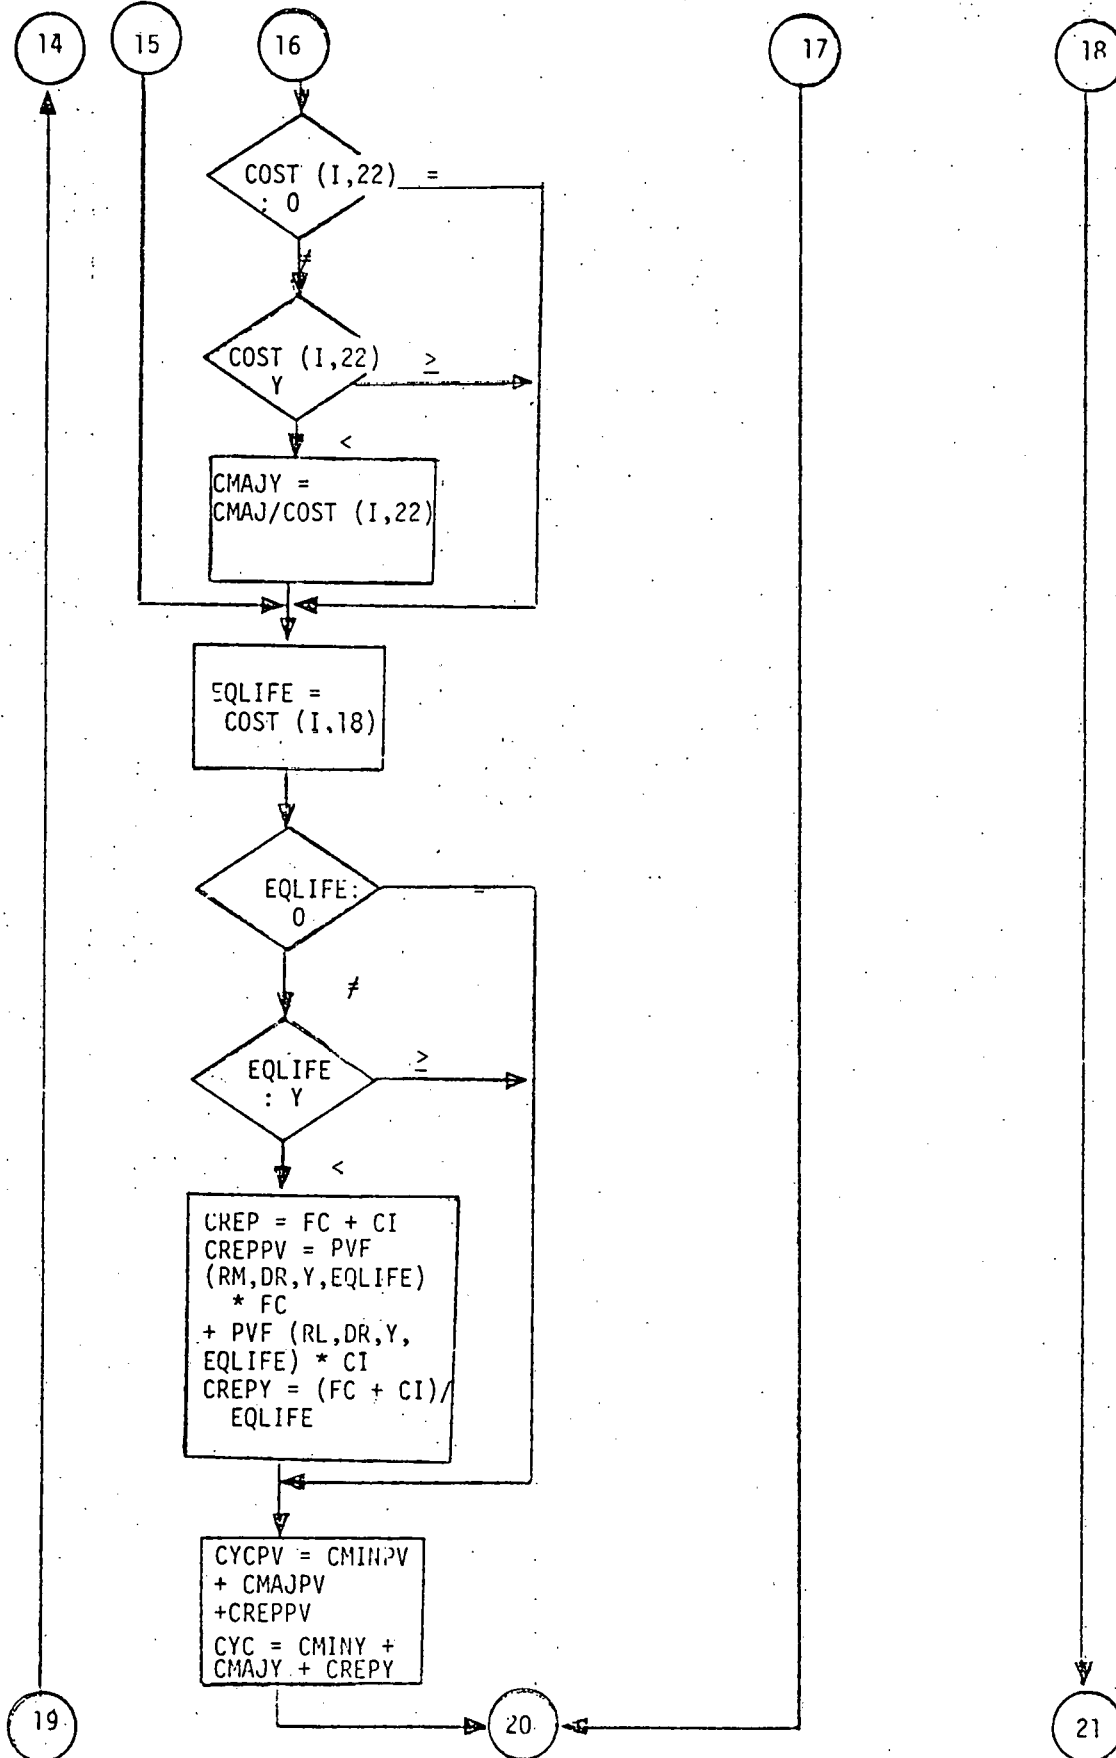 14
15
16
17
18
COST (I,22) =
: 0
≠
COST (I,22) ≥
Y
<
CMAJY =
CMAJ/COST (I,22)
EQLIFE =
COST (I,18)
EQLIFE: =
0
≠
EQLIFE ≥
: Y
<
CREP = FC + CI
CREPPV = PVF
(RM,DR,Y,EQLIFE)
* FC
+ PVF (RL,DR,Y,
EQLIFE) * CI
CREPY = (FC + CI)/
EQLIFE
CYCPV = CMINPV
+ CMAJPV
+CREPPV
CYC = CMINY +
CMAJY + CREPY
19
20
21